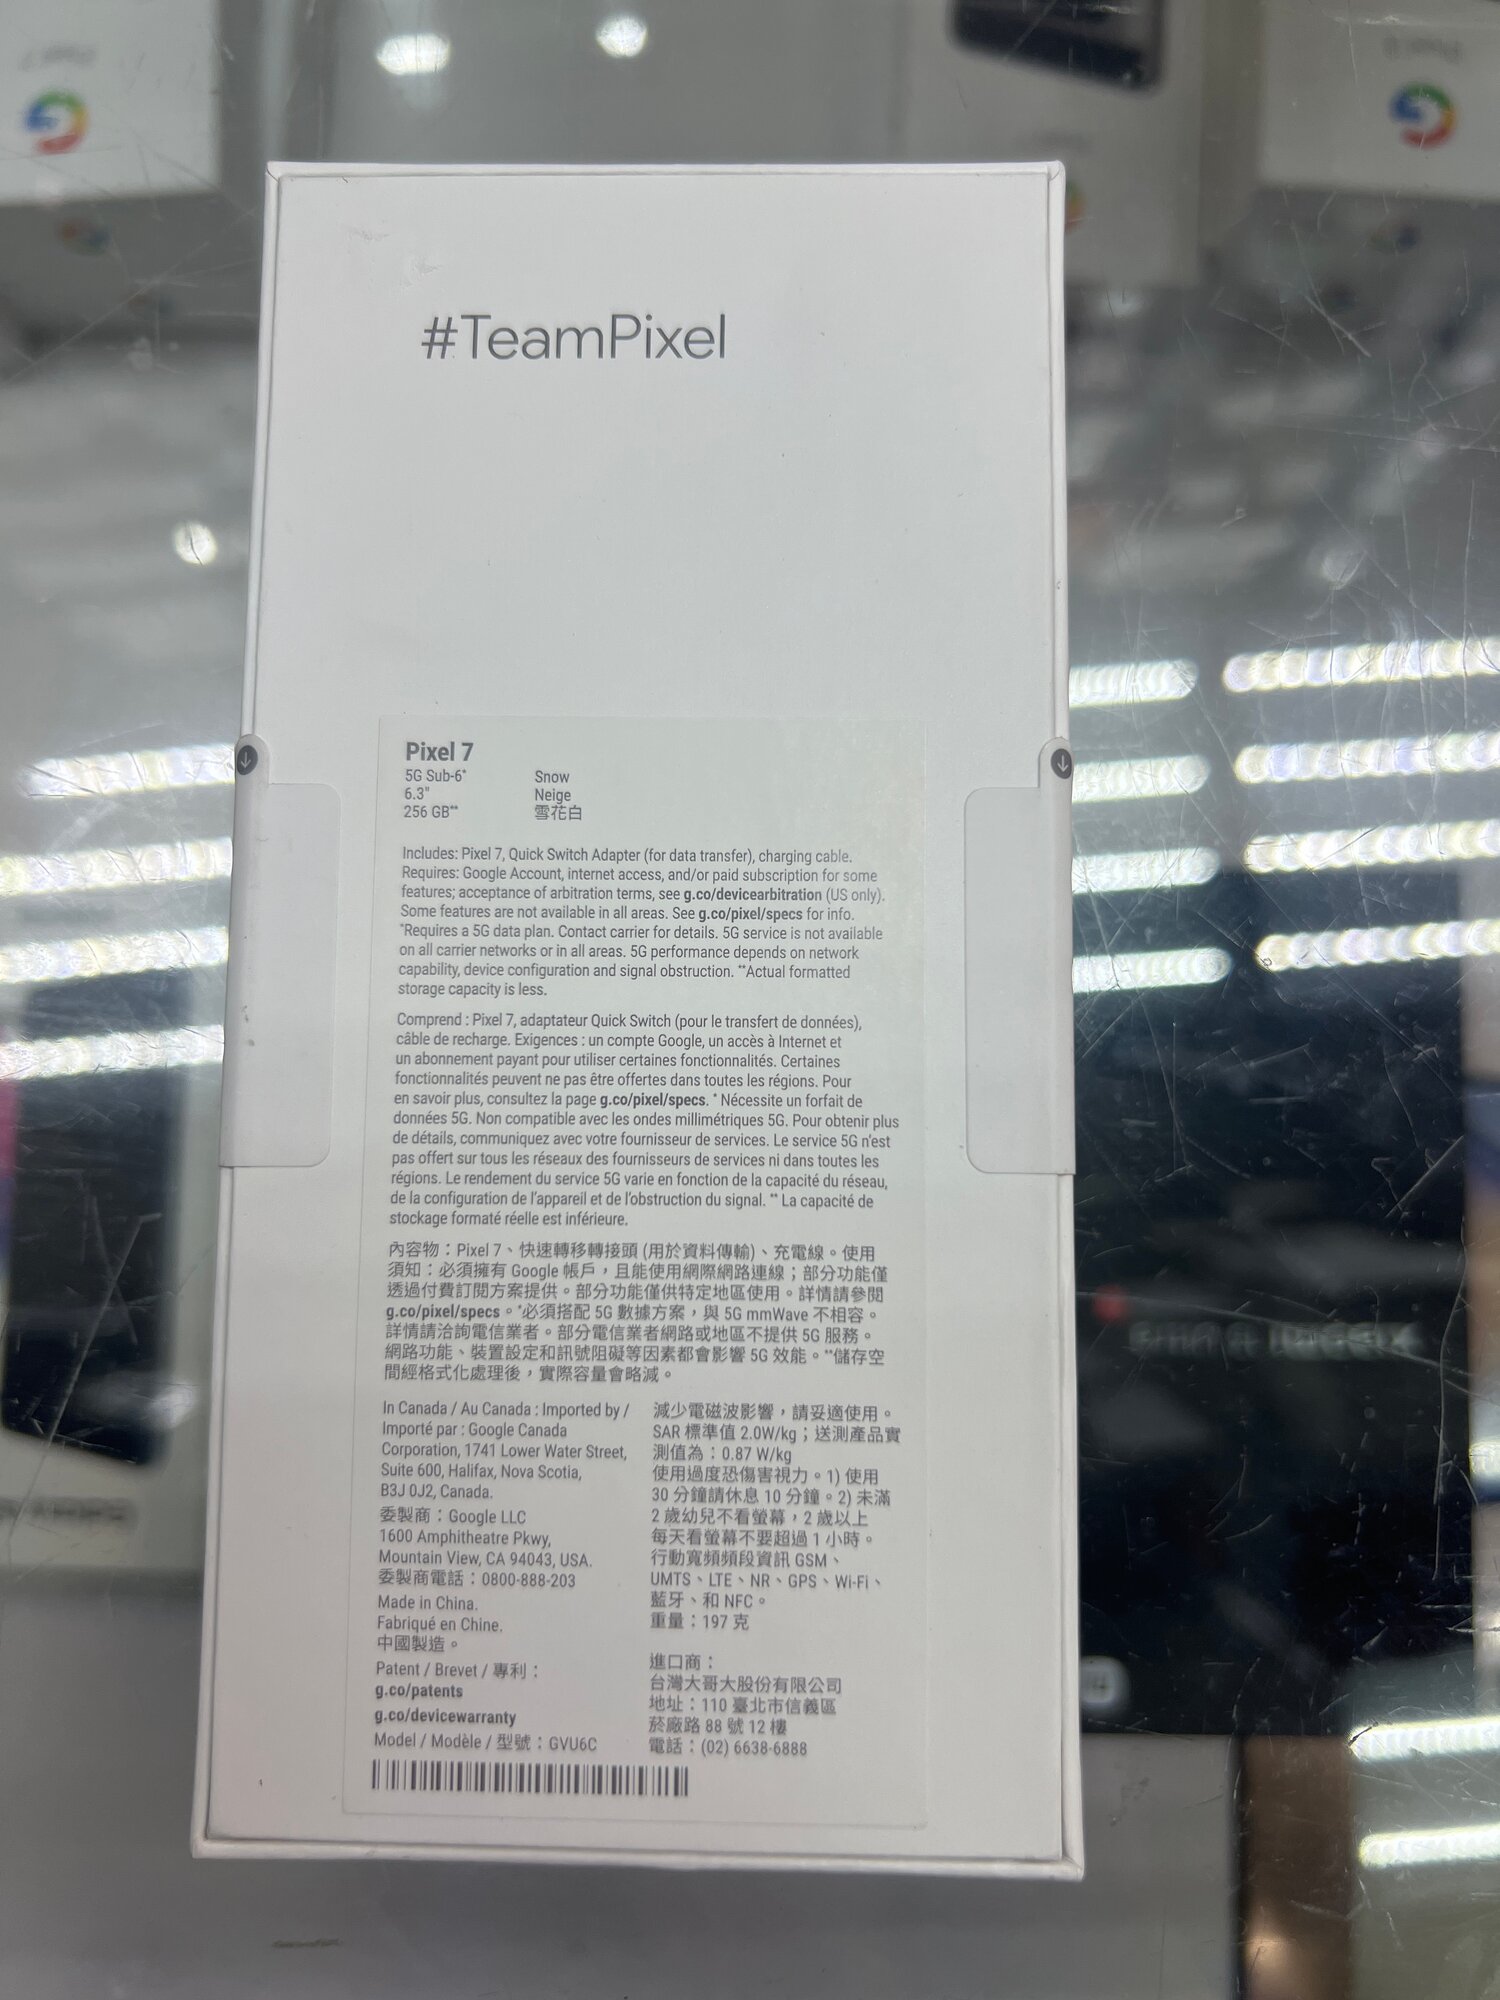 #TeamPixel
Pixel 7
5G Sub-6*
6.3"
256 GB**
Snow
Neige
雪花白
Includes: Pixel 7, Quick Switch Adapter (for data transfer), charging cable.
Requires: Google Account, internet access, and/or paid subscription for some
features; acceptance of arbitration terms, see g.co/devicearbitration (US only).
Some features are not available in all areas. See g.co/pixel/specs for info.
*Requires a 5G data plan. Contact carrier for details. 5G service is not available
on all carrier networks or in all areas. 5G performance depends on network
capability, device configuration and signal obstruction. **Actual formatted
storage capacity is less.
Comprend : Pixel 7, adaptateur Quick Switch (pour le transfert de données),
câble de recharge. Exigences : un compte Google, un accès à Internet et
un abonnement payant pour utiliser certaines fonctionnalités. Certaines
fonctionnalités peuvent ne pas être offertes dans toutes les régions. Pour
en savoir plus, consultez la page g.co/pixel/specs. * Nécessite un forfait de
données 5G. Non compatible avec les ondes millimétriques 5G. Pour obtenir plus
de détails, communiquez avec votre fournisseur de services. Le service 5G n'est
pas offert sur tous les réseaux des fournisseurs de services ni dans toutes les
régions. Le rendement du service 5G varie en fonction de la capacité du réseau,
de la configuration de l'appareil et de l'obstruction du signal. ** La capacité de
stockage formaté réelle est inférieure.
內容物：Pixel 7、快速轉移轉接頭 (用於資料傳輸)、充電線。使用
須知：必須擁有 Google 帳戶，且能使用網際網路連線；部分功能僅
透過付費訂閱方案提供。部分功能僅供特定地區使用。詳情請參閱
g.co/pixel/specs。*必須搭配 5G 數據方案，與 5G mmWave 不相容。
詳情請洽詢電信業者。部分電信業者網路或地區不提供 5G 服務。
網路功能、裝置設定和訊號阻礙等因素都會影響 5G 效能。**儲存空
間經格式化處理後，實際容量會略減。
In Canada / Au Canada : Imported by /
Importé par : Google Canada
Corporation, 1741 Lower Water Street,
Suite 600, Halifax, Nova Scotia,
B3J 0J2, Canada.
委製商：Google LLC
1600 Amphitheatre Pkwy,
Mountain View, CA 94043, USA.
委製商電話：0800-888-203
Made in China.
Fabriqué en Chine.
中國製造。
Patent / Brevet / 專利：
g.co/patents
g.co/devicewarranty
Model / Modèle / 型號：GVU6C
減少電磁波影響，請妥適使用。
SAR 標準值 2.0W/kg；送測產品實
測值為：0.87 W/kg
使用過度恐傷害視力。1) 使用
30 分鐘請休息 10 分鐘。2) 未滿
2 歲幼兒不看螢幕，2 歲以上
每天看螢幕不要超過 1 小時。
行動寬頻頻段資訊 GSM、
UMTS、LTE、NR、GPS、Wi-Fi、
藍牙、和 NFC。
重量：197 克
進口商：
台灣大哥大股份有限公司
地址：110 臺北市信義區
菸廠路 88 號 12 樓
電話：(02) 6638-6888